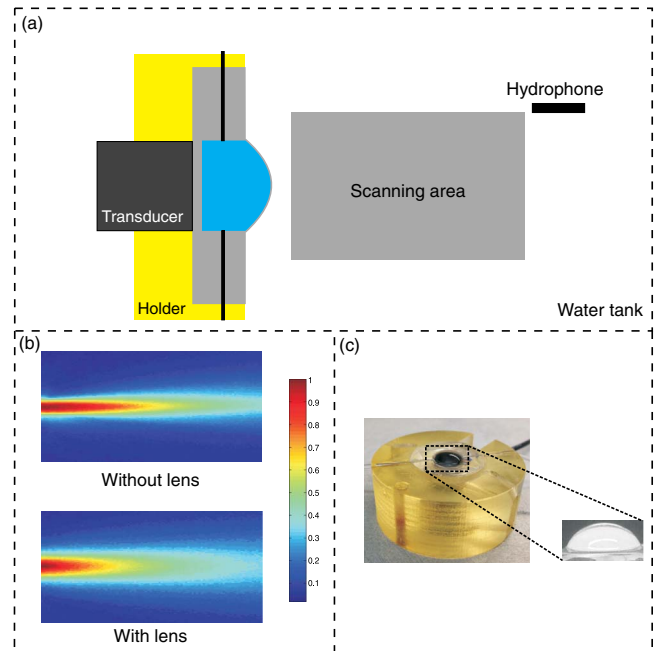 (a)
Hydrophone
Scanning area
Transducer
Holder
Water tank
(b)
1
0.9
0.8
0.7
0.6
0.5
0.4
0.3
0.2
0.1
Without lens
With lens
(c)